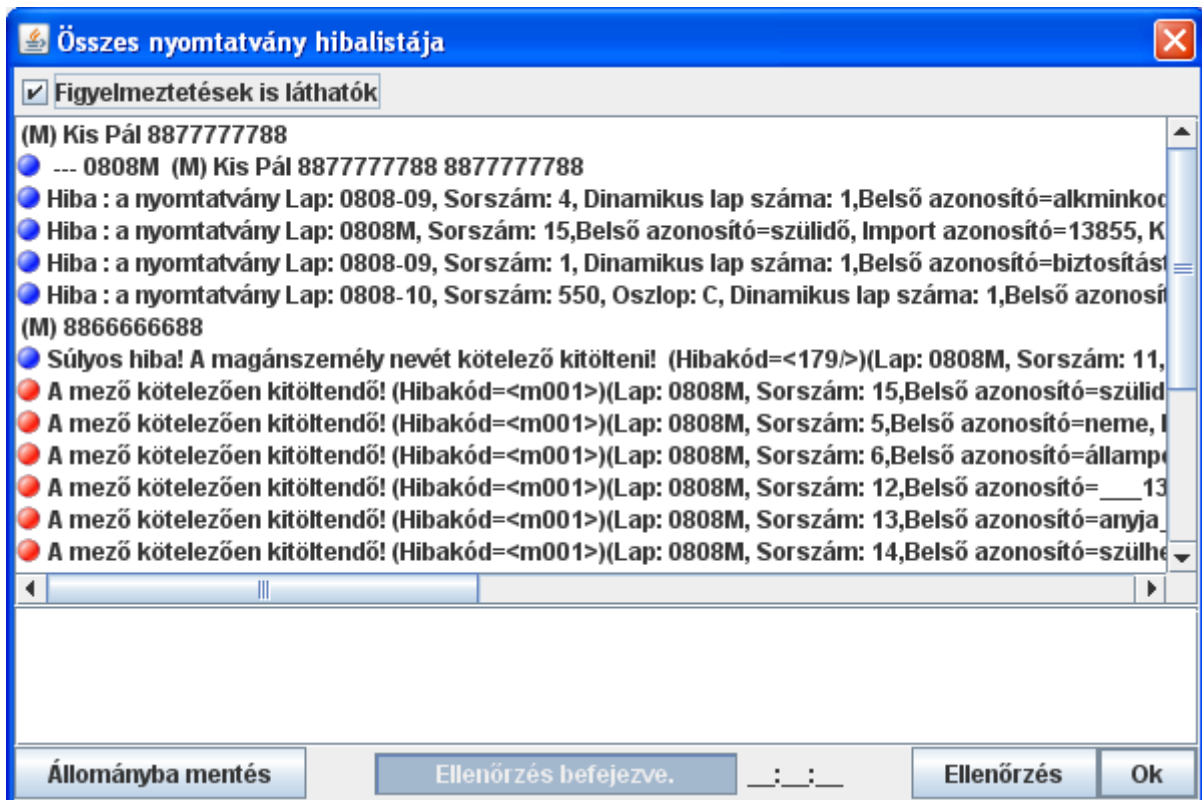 Összes nyomtatvány hibalistája
Figyelmeztetések is láthatók
(M) Kis Pál 8877777788
--- 0808M (M) Kis Pál 8877777788 8877777788
Hiba : a nyomtatvány Lap: 0808-09, Sorszám: 4, Dinamikus lap száma: 1,Belső azonosító=alkminkod
Hiba : a nyomtatvány Lap: 0808M, Sorszám: 15,Belső azonosító=szülidő, Import azonosító=13855, K
Hiba : a nyomtatvány Lap: 0808-09, Sorszám: 1, Dinamikus lap száma: 1,Belső azonosító=biztosítást
Hiba : a nyomtatvány Lap: 0808-10, Sorszám: 550, Oszlop: C, Dinamikus lap száma: 1,Belső azonosít
(M) 8866666688
Súlyos hiba! A magánszemély nevét kötelező kitölteni! (Hibakód=<179/>)(Lap: 0808M, Sorszám: 11,
A mező kötelezően kitöltendő! (Hibakód=<m001>)(Lap: 0808M, Sorszám: 15,Belső azonosító=szülid
A mező kötelezően kitöltendő! (Hibakód=<m001>)(Lap: 0808M, Sorszám: 5,Belső azonosító=neme,
A mező kötelezően kitöltendő! (Hibakód=<m001>)(Lap: 0808M, Sorszám: 6,Belső azonosító=állampo
A mező kötelezően kitöltendő! (Hibakód=<m001>)(Lap: 0808M, Sorszám: 12,Belső azonosító=___13
A mező kötelezően kitöltendő! (Hibakód=<m001>)(Lap: 0808M, Sorszám: 13,Belső azonosító=anyja_
A mező kötelezően kitöltendő! (Hibakód=<m001>)(Lap: 0808M, Sorszám: 14,Belső azonosító=szülhe
Állományba mentés
Ellenőrzés befejezve.
__:__:__
Ellenőrzés
Ok